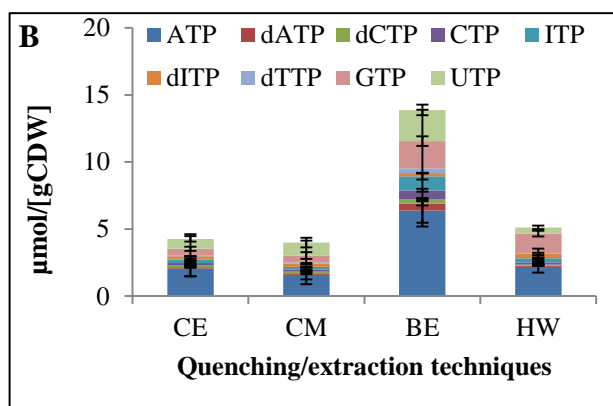 B
ATP dATP dCTP CTP ITP
dITP dTTP GTP UTP
20
15
10
5
0
µmol/[gCDW]
CE CM BE HW
Quenching/extraction techniques